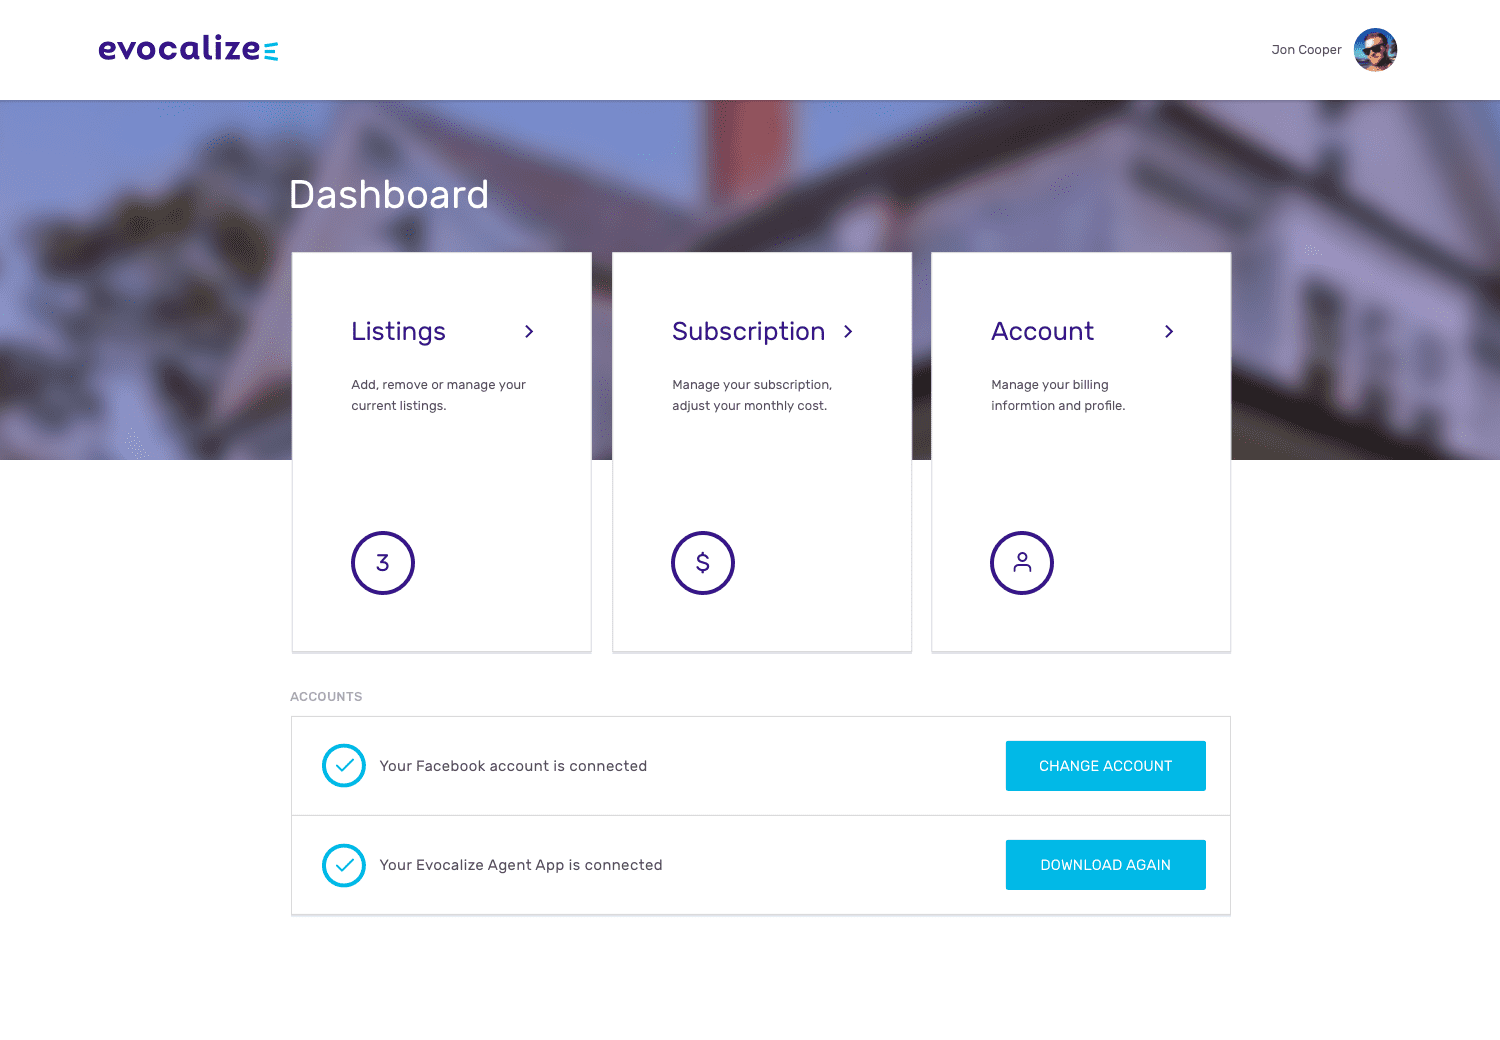 evocalize
Jon Cooper
Dashboard
Listings
Add, remove or manage your
current listings.
3
Subscription
Manage your subscription,
adjust your monthly cost.
$
Account
Manage your billing
informtion and profile.
ACCOUNTS
Your Facebook account is connected
CHANGE ACCOUNT
Your Evocalize Agent App is connected
DOWNLOAD AGAIN